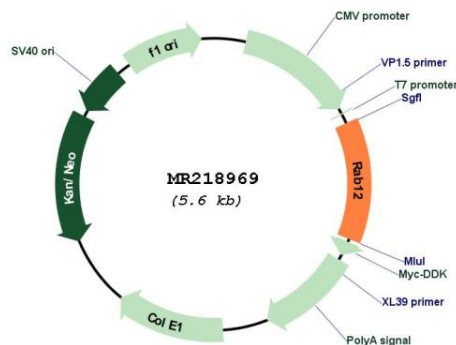 CMV promoter
f1 ori
SV40 ori
VP1.5 primer
T7 promoter
SgfI
Kan/ Neo
MR218969
(5.6 kb)
Rab12
MluI
Myc-DDK
XL39 primer
Col E1
PolyA signal